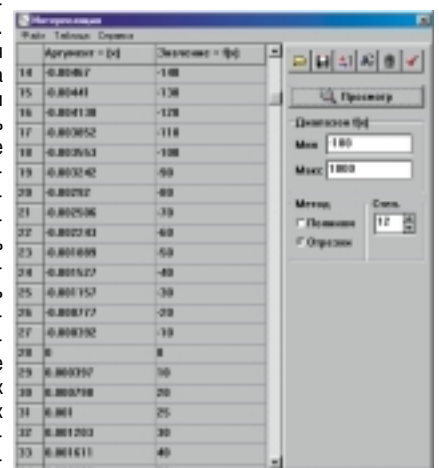 Интерполяция
Файл Таблица Справка
Аргумент = (x) Значение = f(x)
14 -0.00467 -140
15 -0.00441 -130
16 -0.004130 -120
17 -0.003852 -110
18 -0.003553 -100
19 -0.003242 -90
20 -0.00292 -80
21 -0.002506 -70
22 -0.002243 -60
23 -0.001889 -50
24 -0.001527 -40
25 -0.001157 -30
26 -0.000777 -20
27 -0.000392 -10
28 0 0
29 0.000397 10
30 0.000798 20
31 0.001 25
32 0.001203 30
33 0.001611 40
Просмотр
Диапазон f(x)
Мин -180
Макс 1800
Метод Степ.
Полином 12
Отрезки